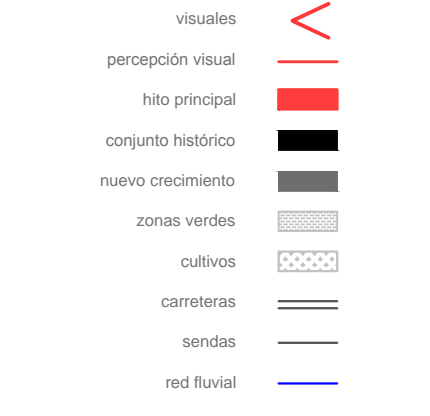 visuales
percepción visual
hito principal
conjunto histórico
nuevo crecimiento
zonas verdes
cultivos
carreteras
sendas
red fluvial